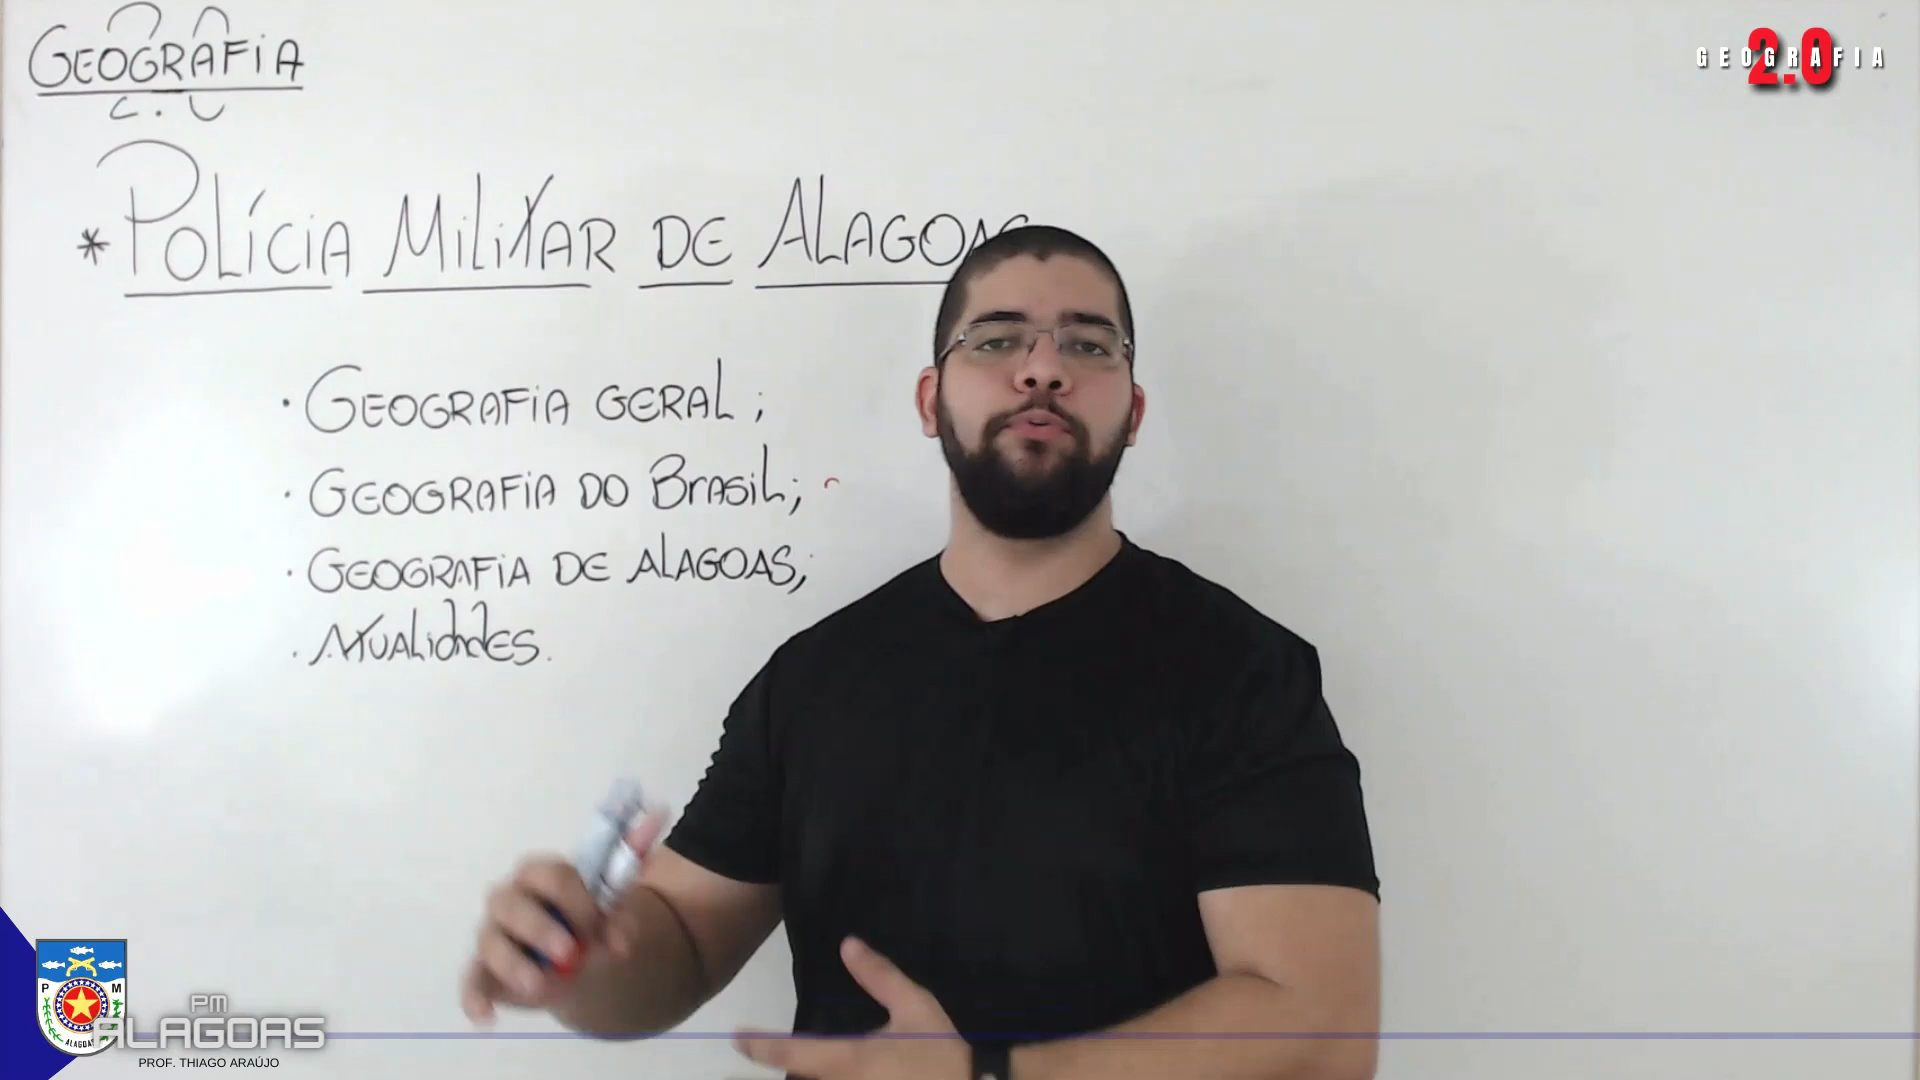 GEOGRAFIA
GEOGRAFIA
2.0
* POLÍCIA MILITAR DE ALAGOAS
· GEOGRAFIA GERAL;
· GEOGRAFIA DO BRASIL;
· GEOGRAFIA DE ALAGOAS;
· ATUALIDADES.
P M
ALAGOAS
PM
ALAGOAS
PROF. THIAGO ARAÚJO